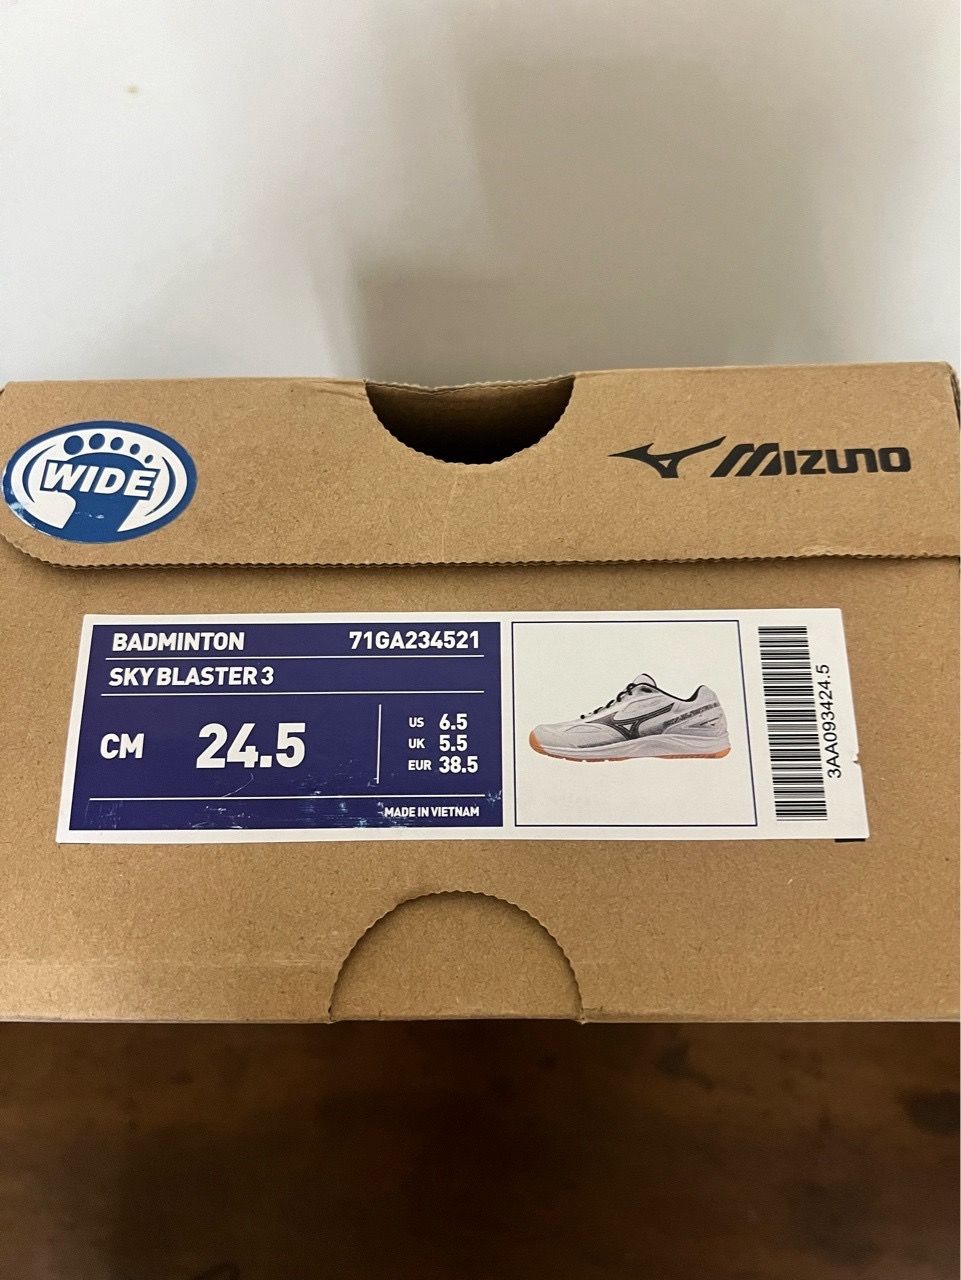 WIDE
MIZUNO
BADMINTON 71GA234521
SKY BLASTER 3
CM 24.5
US 6.5
UK 5.5
EUR 38.5
MADE IN VIETNAM
3AA093424.5